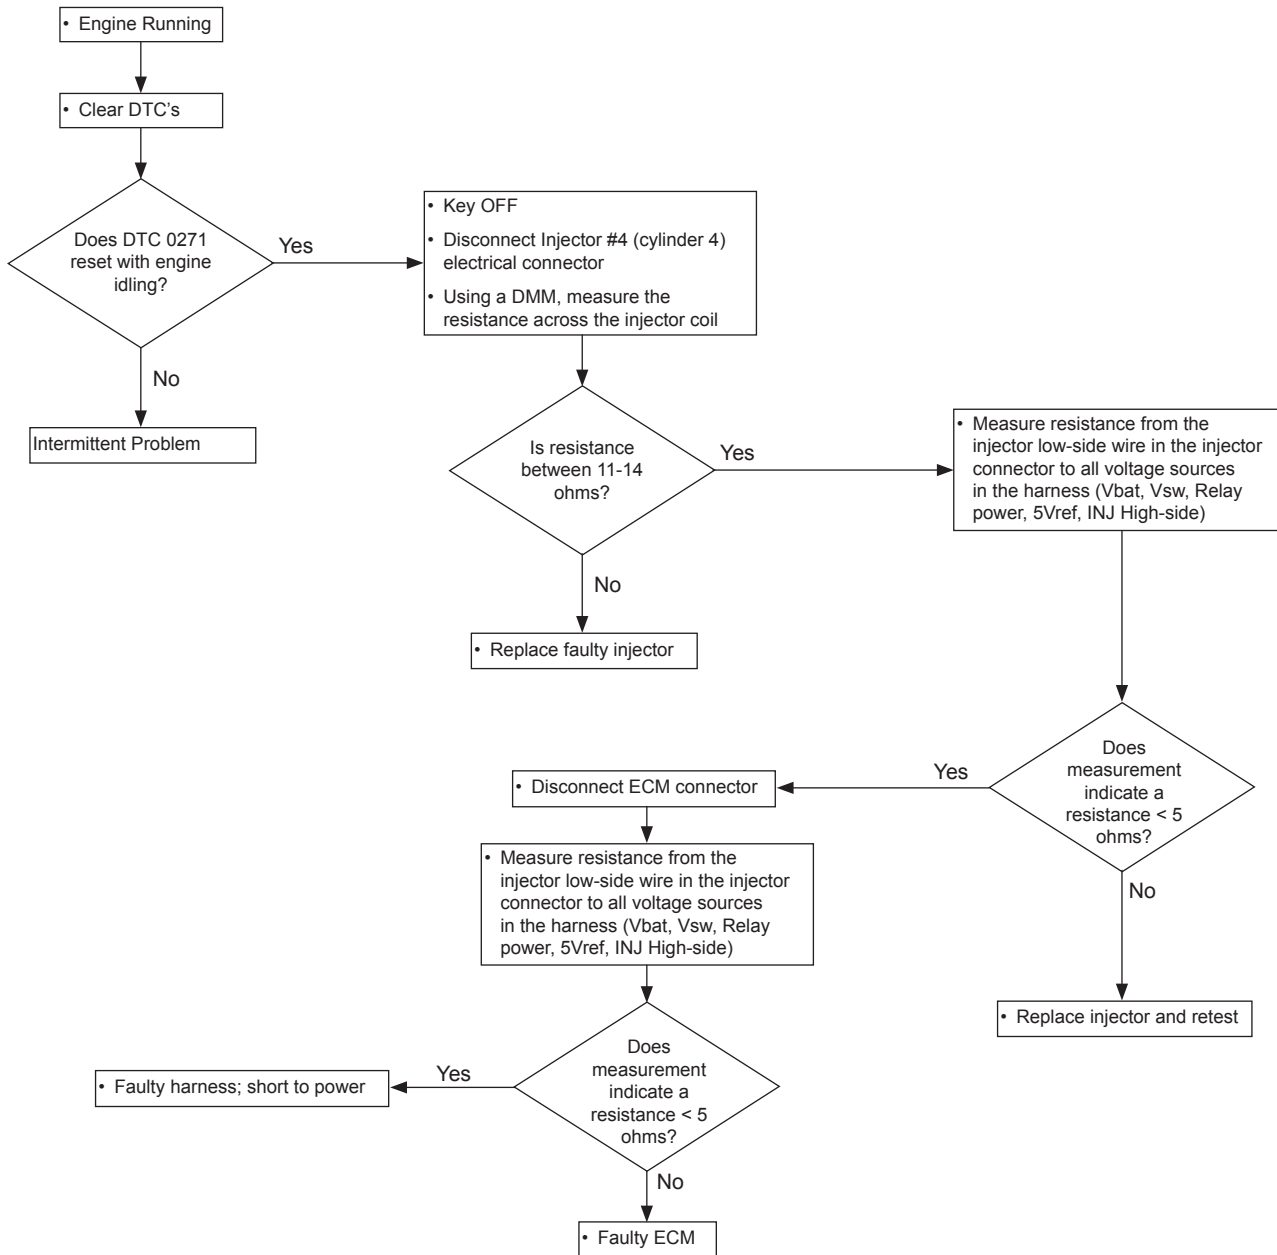 • Engine Running
• Clear DTC's
Does DTC 0271
reset with engine
idling?
Yes
No
Intermittent Problem
• Key OFF
• Disconnect Injector #4 (cylinder 4)
electrical connector
• Using a DMM, measure the
resistance across the injector coil
Is resistance
between 11-14
ohms?
Yes
No
• Replace faulty injector
• Measure resistance from the
injector low-side wire in the injector
connector to all voltage sources
in the harness (Vbat, Vsw, Relay
power, 5Vref, INJ High-side)
Does
measurement
indicate a
resistance < 5
ohms?
Yes
No
• Replace injector and retest
• Disconnect ECM connector
• Measure resistance from the
injector low-side wire in the injector
connector to all voltage sources
in the harness (Vbat, Vsw, Relay
power, 5Vref, INJ High-side)
Does
measurement
indicate a
resistance < 5
ohms?
Yes
• Faulty harness; short to power
No
• Faulty ECM